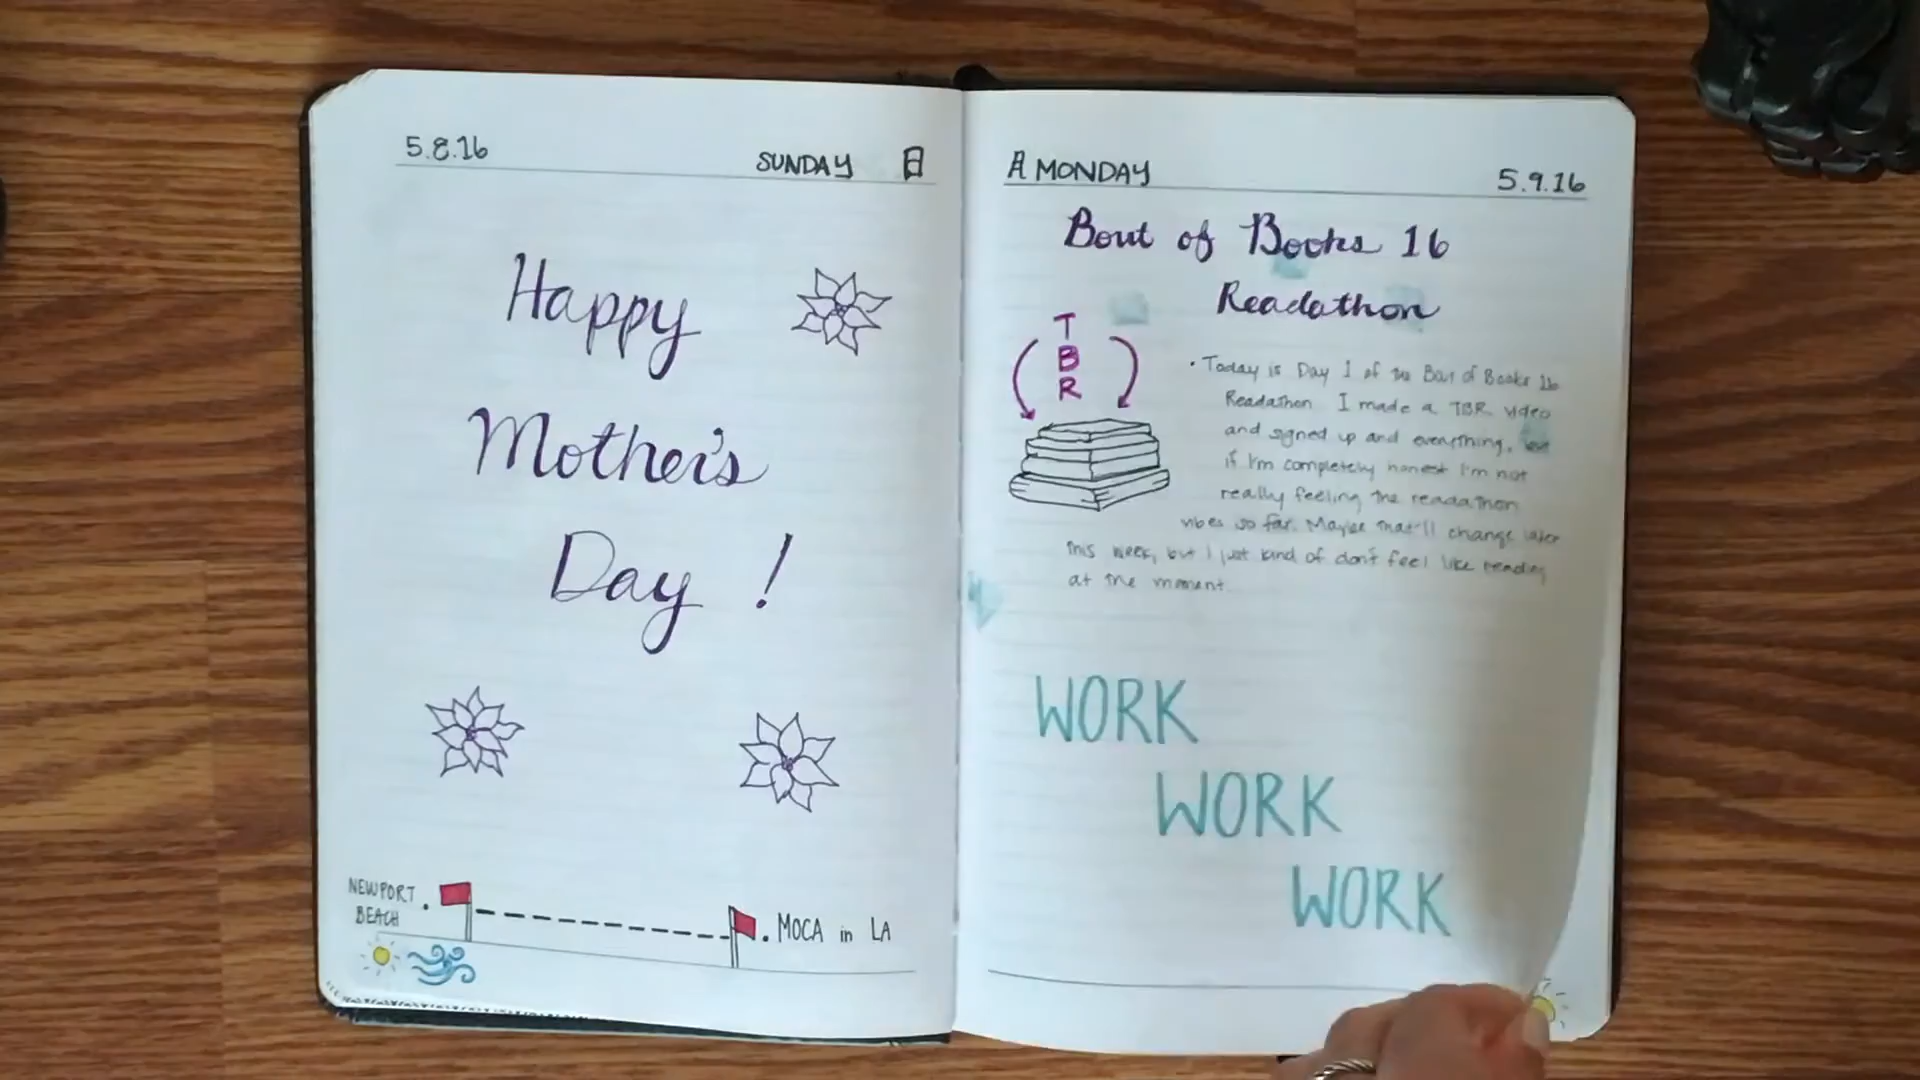 5.8.16
SUNDAY 日
Happy
Mother's
Day !
NEWPORT
BEACH
MOCA in LA
月 MONDAY
5.9.16
Bout of Books 16
Readathon
T
B
R
• Today is Day 1 of the Bout of Books 16
Readathon. I made a TBR video
and signed up and everything, but
if I'm completely honest I'm not
really feeling the readathon
vibes so far. Maybe that'll change later
this week, but I just kind of don't feel like reading
at the moment.
WORK
WORK
WORK